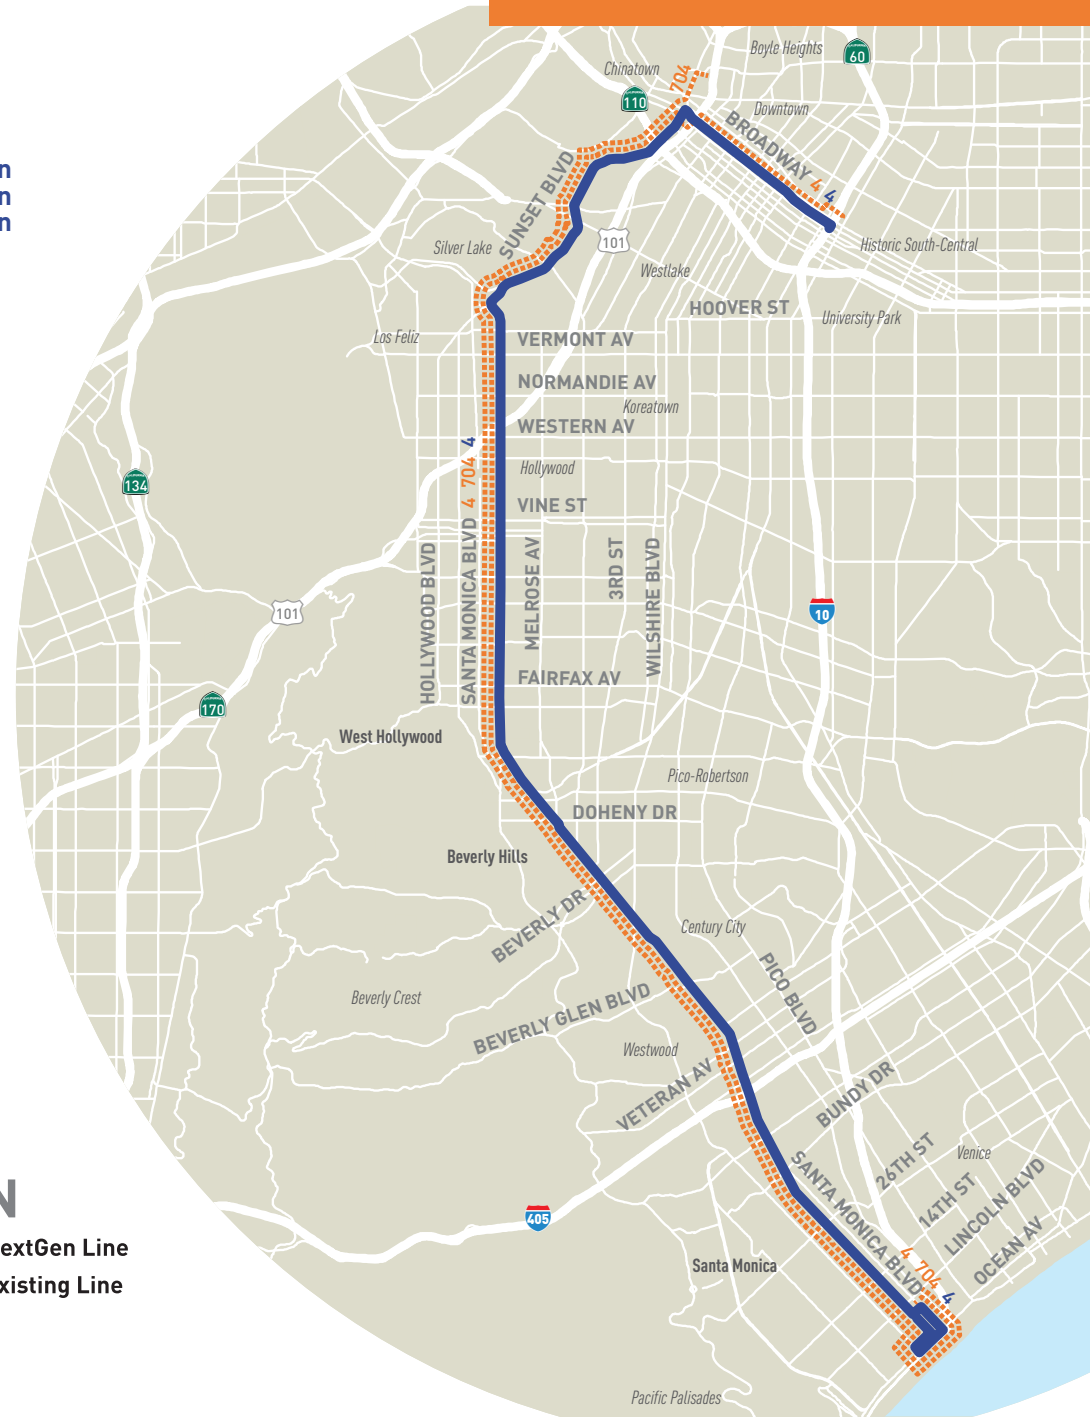 Boyle Heights
60
Chinatown
704
110
Downtown
BROADWAY 4 4
n
n
n
SUNSET BLVD
Silver Lake
101
Historic South-Central
Westlake
HOOVER ST
University Park
Los Feliz
VERMONT AV
NORMANDIE AV
Koreatown
WESTERN AV
Hollywood
134
VINE ST
HOLLYWOOD BLVD
SANTA MONICA BLVD 4 704 4
MELROSE AV
3RD ST
WILSHIRE BLVD
101
10
FAIRFAX AV
170
West Hollywood
Pico-Robertson
DOHENY DR
Beverly Hills
BEVERLY DR
Century City
PICO BLVD
Beverly Crest
BEVERLY GLEN BLVD
Westwood
VETERAN AV
BUNDY DR
SANTA MONICA BLVD
26TH ST
Venice
14TH ST
LINCOLN BLVD
OCEAN AV
405
N
extGen Line
xisting Line
Santa Monica
4 704 4
Pacific Palisades